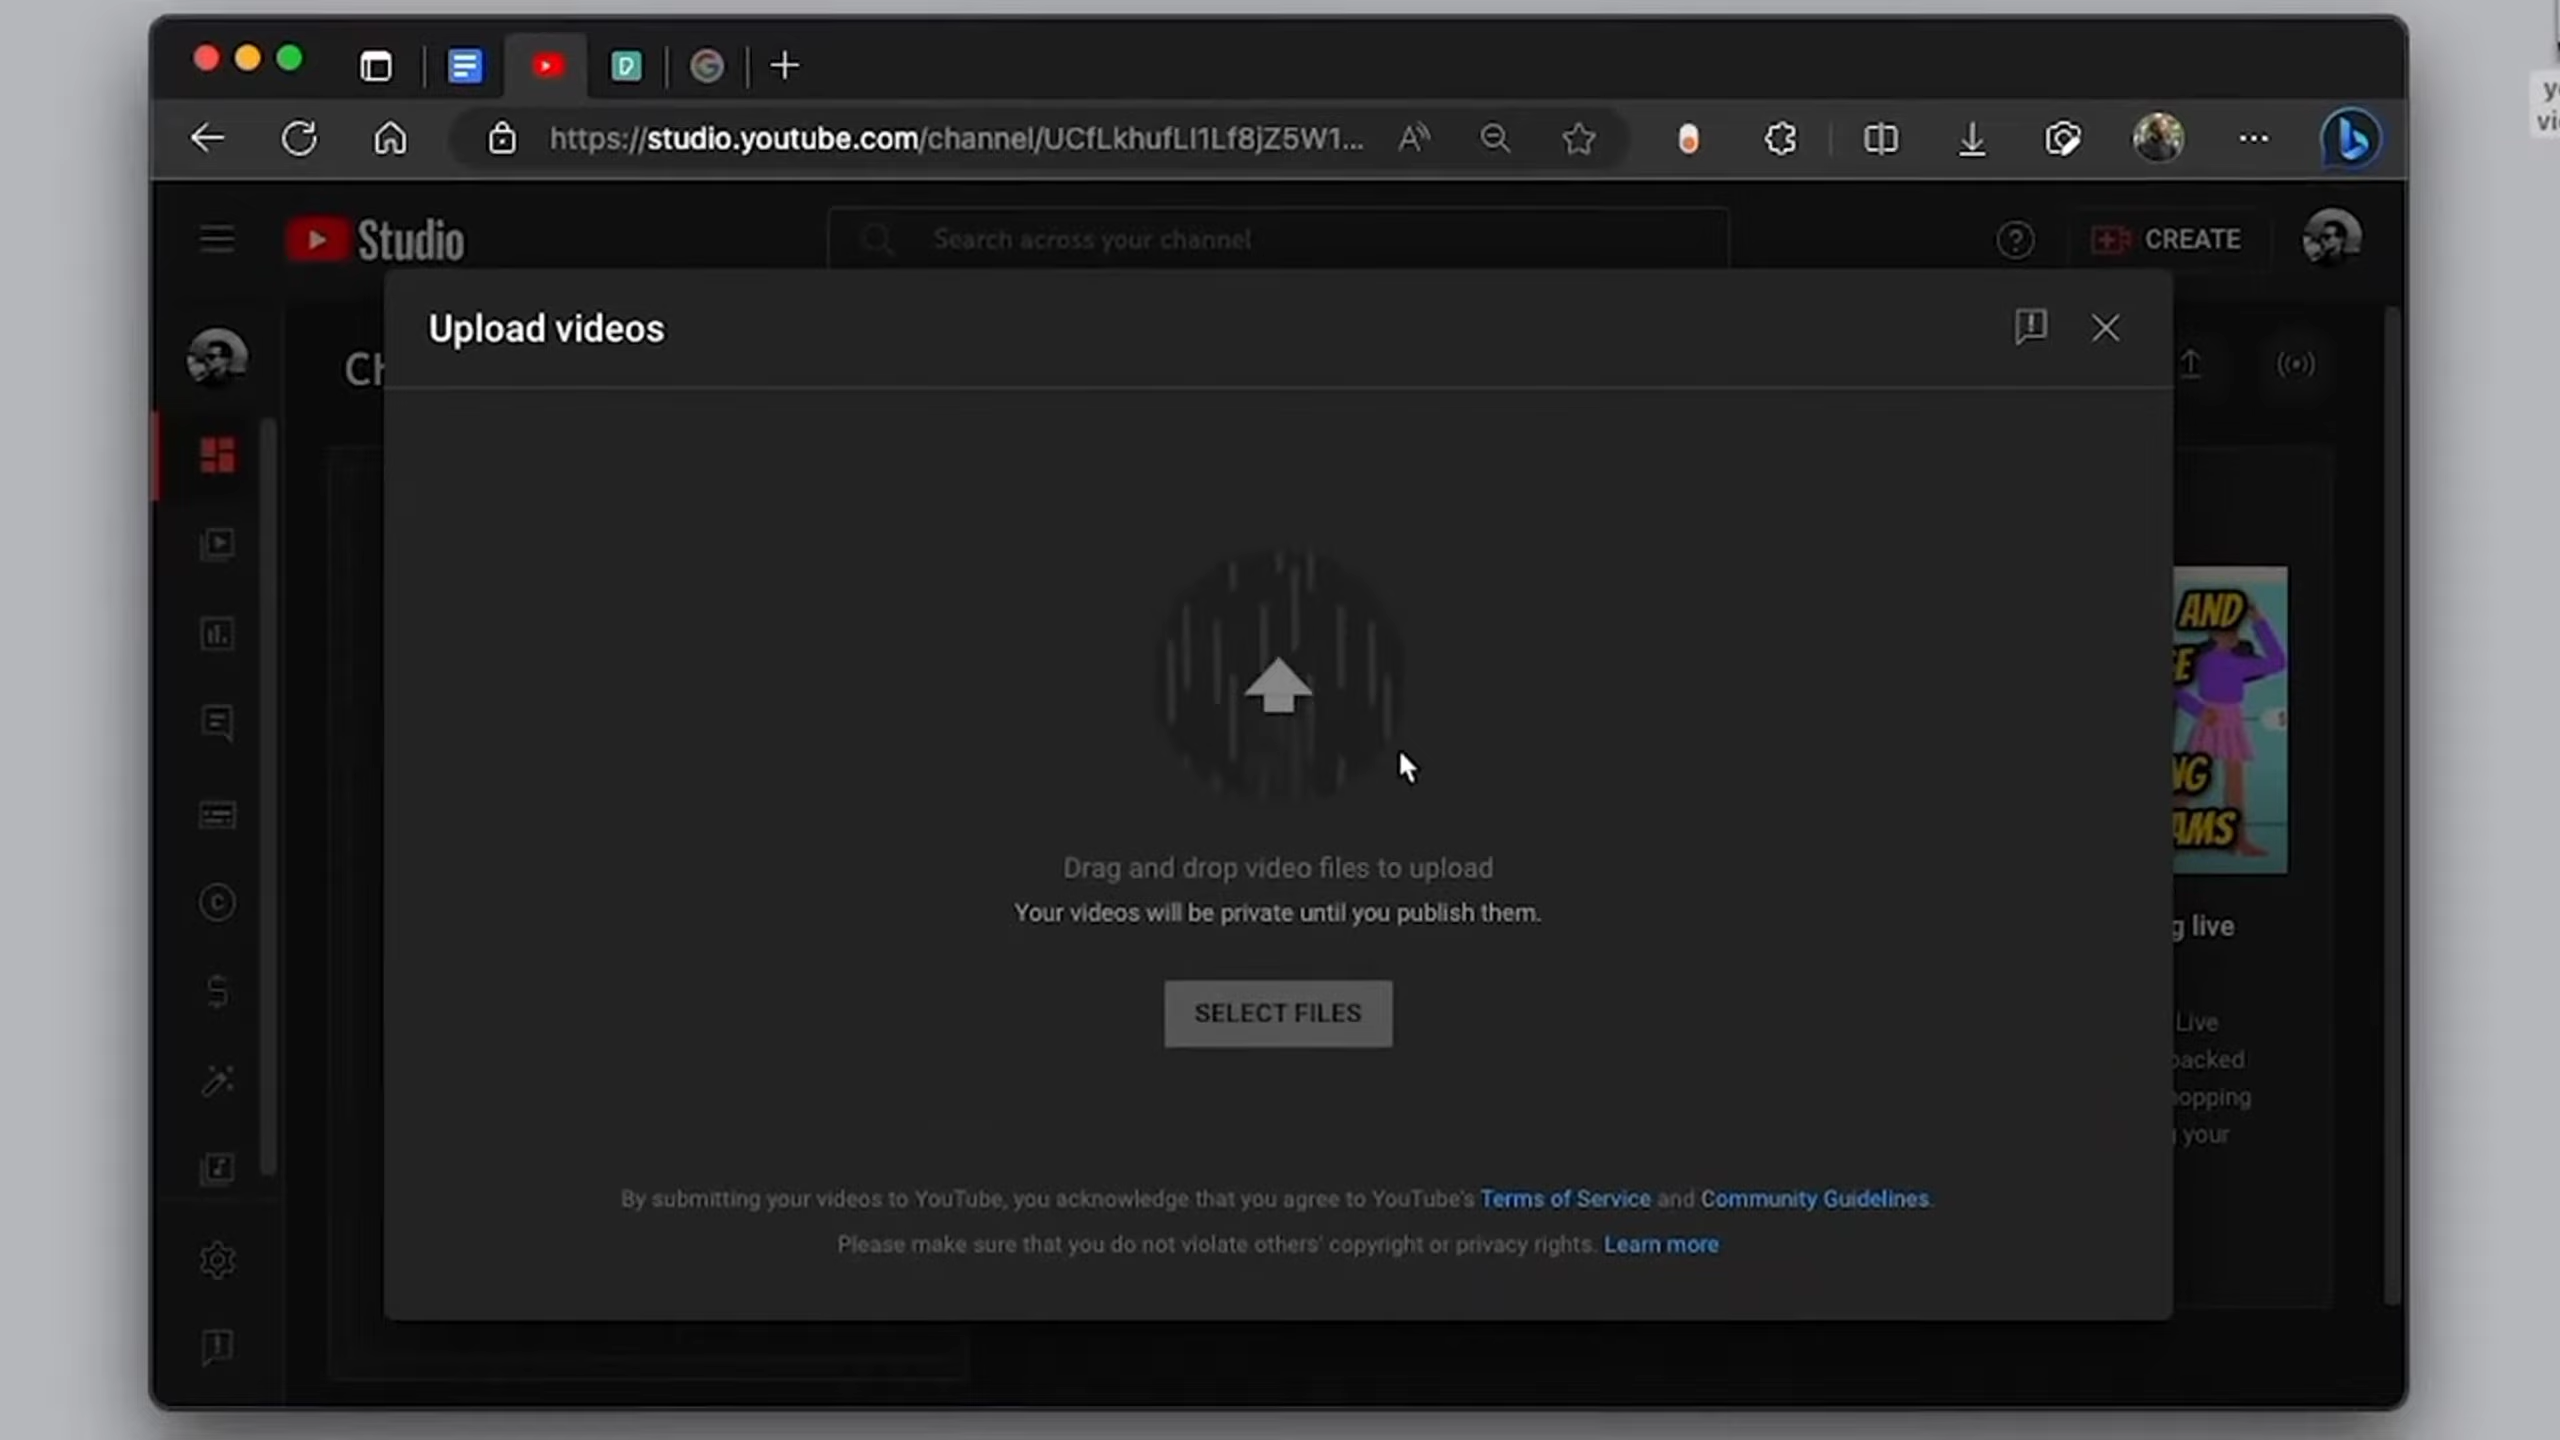 https://studio.youtube.com/channel/UCfLkhufLI1Lf8jZ5W1...
Studio
Search across your channel
CREATE
Upload videos
AND
Drag and drop video files to upload
Your videos will be private until you publish them.
SELECT FILES
By submitting your videos to YouTube, you acknowledge that you agree to YouTube's Terms of Service and Community Guidelines.
Please make sure that you do not violate others' copyright or privacy rights. Learn more
live
Live
your